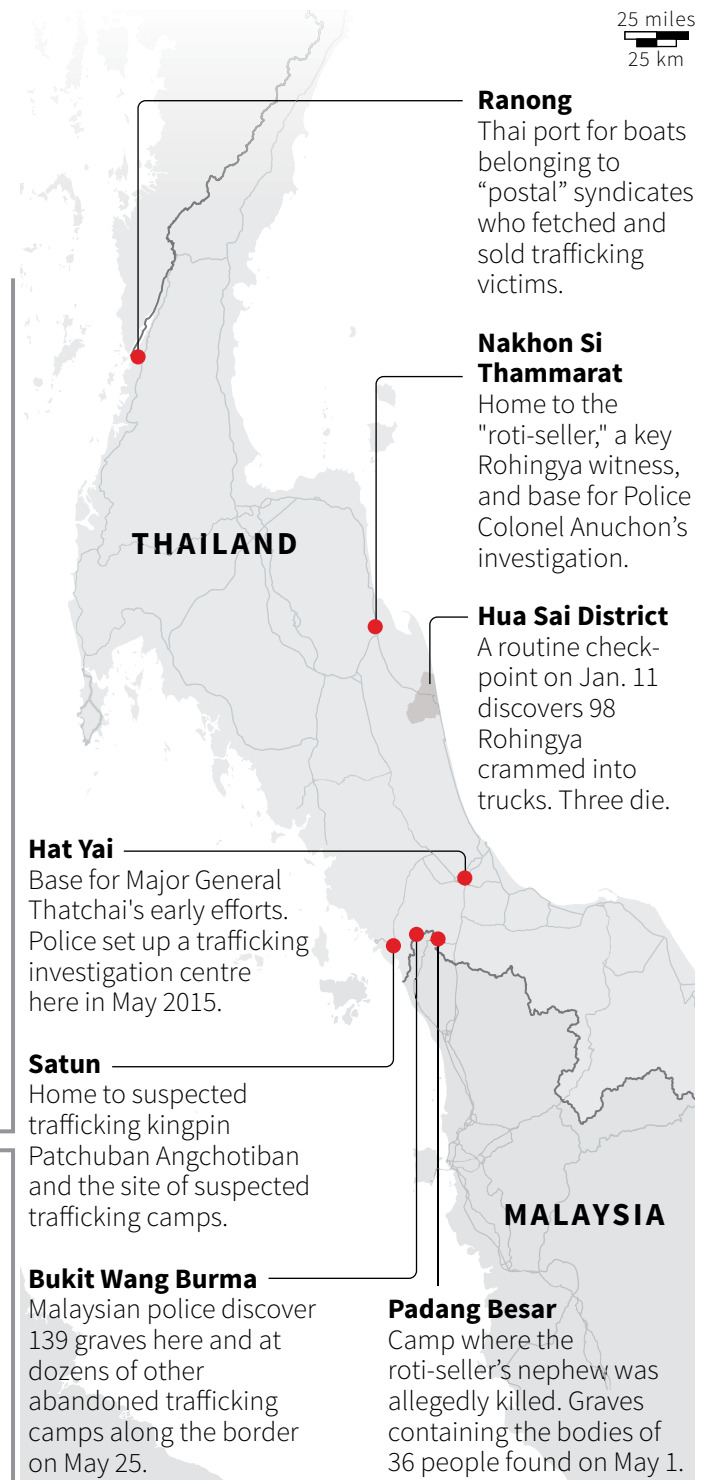 25 miles
25 km
Ranong
Thai port for boats
belonging to
“postal” syndicates
who fetched and
sold trafficking
victims.
Nakhon Si
Thammarat
Home to the
"roti-seller," a key
Rohingya witness,
and base for Police
Colonel Anuchon’s
investigation.
THAILAND
Hua Sai District
A routine check-
point on Jan. 11
discovers 98
Rohingya
crammed into
trucks. Three die.
Hat Yai
Base for Major General
Thatchai's early efforts.
Police set up a trafficking
investigation centre
here in May 2015.
Satun
Home to suspected
trafficking kingpin
Patchuban Angchotiban
and the site of suspected
trafficking camps.
MALAYSIA
Bukit Wang Burma
Malaysian police discover
139 graves here and at
dozens of other
abandoned trafficking
camps along the border
on May 25.
Padang Besar
Camp where the
roti-seller’s nephew was
allegedly killed. Graves
containing the bodies of
36 people found on May 1.